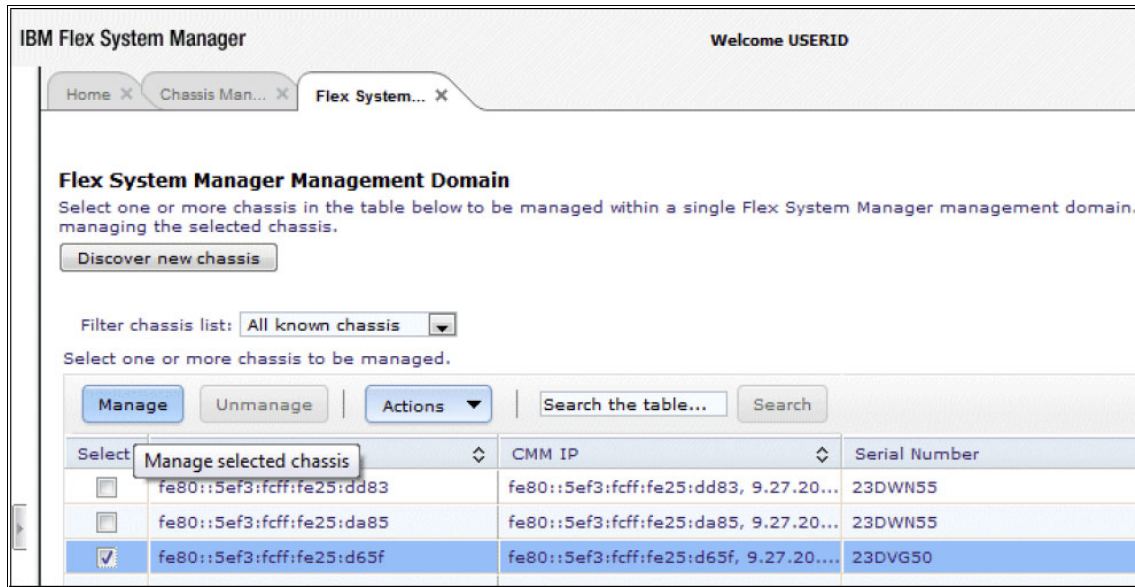 IBM Flex System Manager
Welcome USERID
Home
Chassis Man...
Flex System...
Flex System Manager Management Domain
Select one or more chassis in the table below to be managed within a single Flex System Manager management domain.
managing the selected chassis.
Discover new chassis
Filter chassis list: All known chassis
Select one or more chassis to be managed.
Manage Unmanage Actions Search the table... Search
Select CMM IP Serial Number
Manage selected chassis
fe80::5ef3:fcff:fe25:dd83 fe80::5ef3:fcff:fe25:dd83, 9.27.20... 23DWN55
fe80::5ef3:fcff:fe25:da85 fe80::5ef3:fcff:fe25:da85, 9.27.20... 23DWN55
fe80::5ef3:fcff:fe25:d65f fe80::5ef3:fcff:fe25:d65f, 9.27.20.... 23DVG50